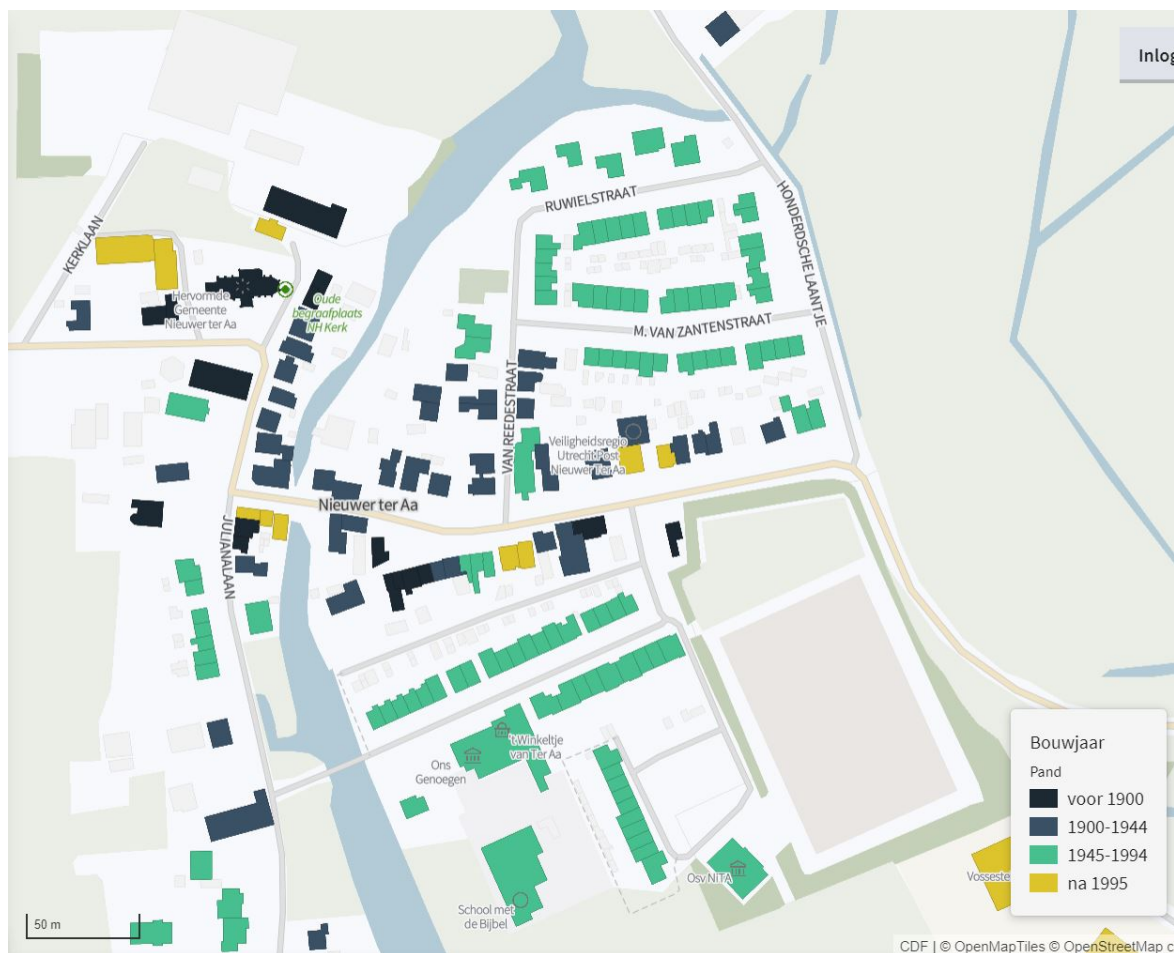 Inlog
KERKLAAN
RUWIELSTRAAT
HONDERDSCHE LAANTJE
Hervormde
Gemeente
Nieuwer ter Aa
Oude
begraafplaats
NH Kerk
M. VAN ZANTENSTRAAT
VAN REEDESTRAAT
Veiligheidsregio
Utrecht Post
Nieuwer Ter Aa
Nieuwer ter Aa
JULIANALAAN
't Winkeltje
van Ter Aa
Ons
Genoegen
Osv NITA
School met
de Bijbel
Vosseste
Bouwjaar
Pand
voor 1900
1900-1944
1945-1994
na 1995
50 m
CDF | © OpenMapTiles © OpenStreetMap c